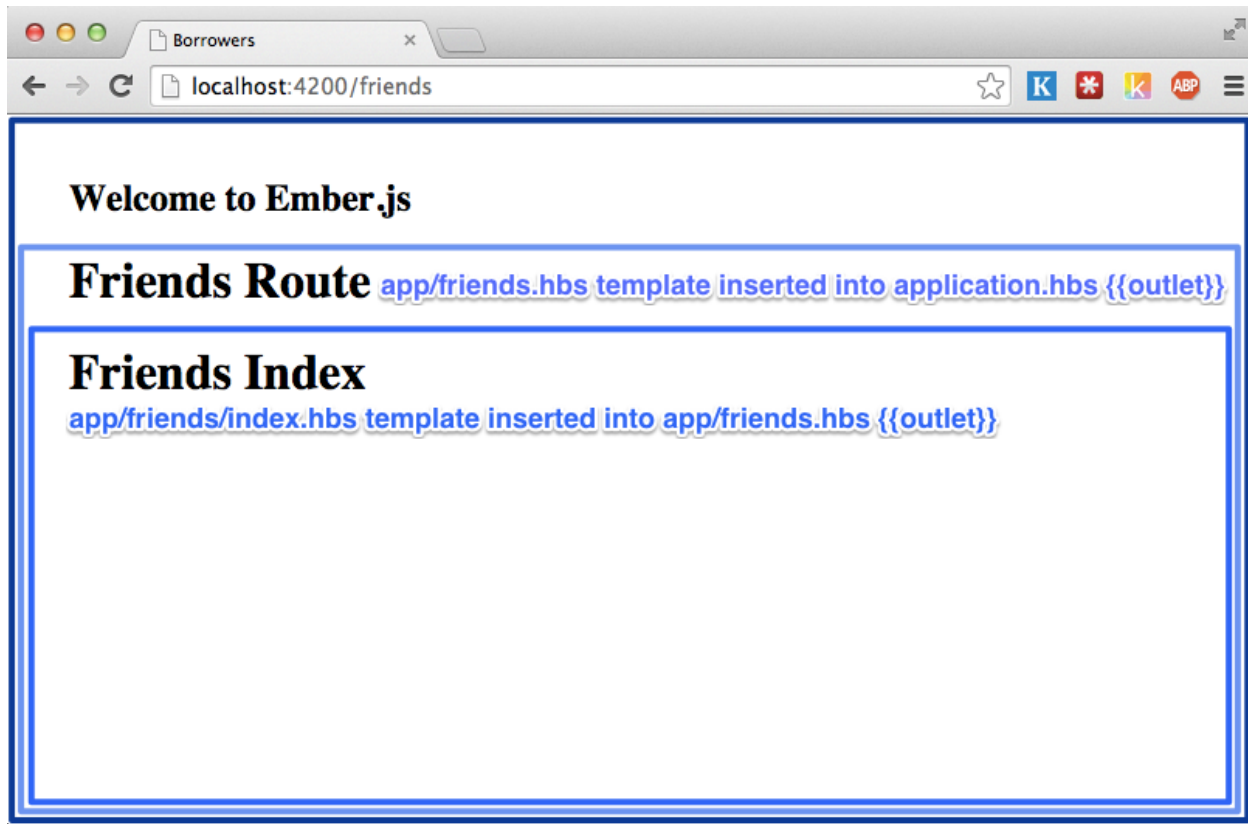 Borrowers
localhost:4200/friends
K
k
ABP
Welcome to Ember.js
Friends Route app/friends.hbs template inserted into application.hbs {{outlet}}
Friends Index
app/friends/index.hbs template inserted into app/friends.hbs {{outlet}}